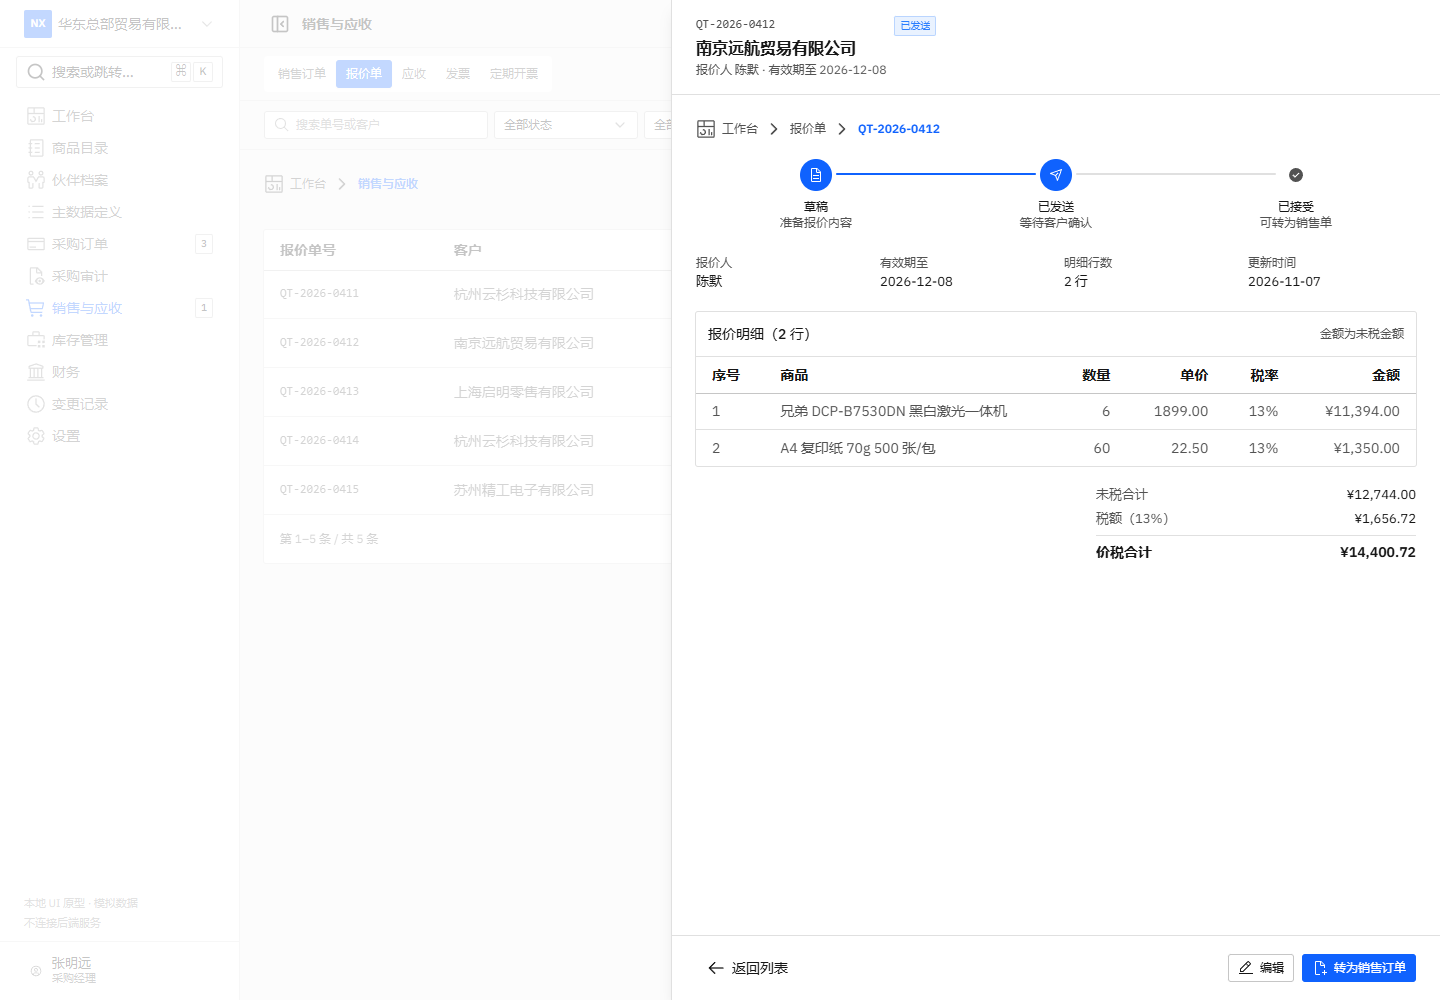 NX 华东总部贸易有限...
搜索或跳转... ⌘ K
工作台
商品目录
伙伴档案
主数据定义
采购订单 3
采购审计
销售与应收 1
库存管理
财务
变更记录
设置
本地 UI 原型 · 模拟数据
不连接后端服务
张明远
采购经理
销售与应收
销售订单 报价单 应收 发票 定期开票
搜索单号或客户 全部状态 全部
工作台 销售与应收
报价单号 客户
QT-2026-0411 杭州云杉科技有限公司
QT-2026-0412 南京远航贸易有限公司
QT-2026-0413 上海启明零售有限公司
QT-2026-0414 杭州云杉科技有限公司
QT-2026-0415 苏州精工电子有限公司
第 1–5 条 / 共 5 条
QT-2026-0412 已发送
南京远航贸易有限公司
报价人 陈默 · 有效期至 2026-12-08
工作台 报价单 QT-2026-0412
草稿 已发送 已接受
准备报价内容 等待客户确认 可转为销售单
报价人 有效期至 明细行数 更新时间
陈默 2026-12-08 2 行 2026-11-07
报价明细（2 行） 金额为未税金额
序号 商品 数量 单价 税率 金额
1 兄弟 DCP-B7530DN 黑白激光一体机 6 1899.00 13% ¥11,394.00
2 A4 复印纸 70g 500 张/包 60 22.50 13% ¥1,350.00
未税合计 ¥12,744.00
税额（13%） ¥1,656.72
价税合计 ¥14,400.72
返回列表 编辑 转为销售订单